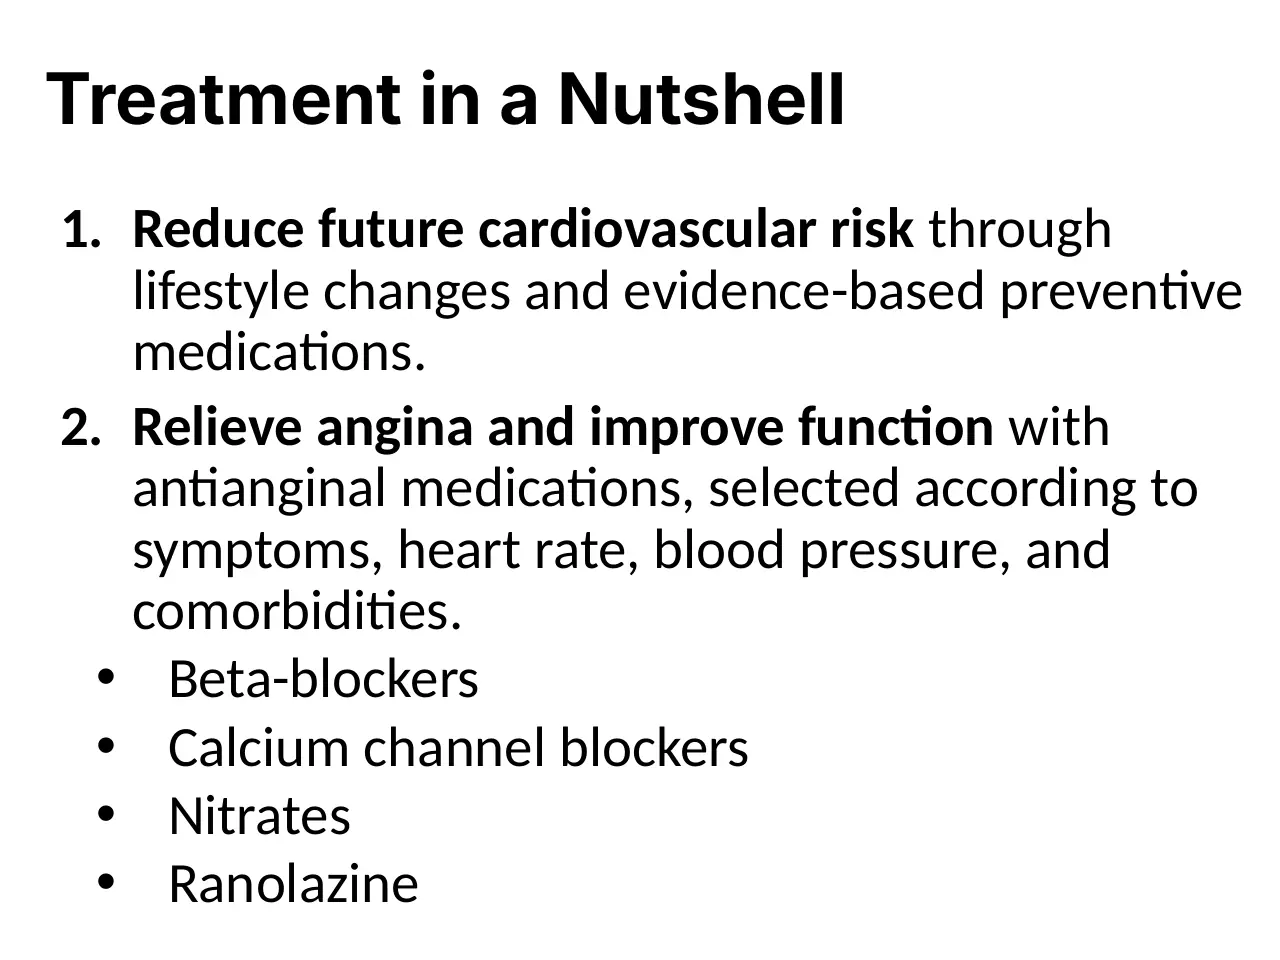 Treatment in a Nutshell
1. Reduce future cardiovascular risk through
lifestyle changes and evidence-based preventive
medications.
2. Relieve angina and improve function with
antianginal medications, selected according to
symptoms, heart rate, blood pressure, and
comorbidities.
• Beta-blockers
• Calcium channel blockers
• Nitrates
• Ranolazine